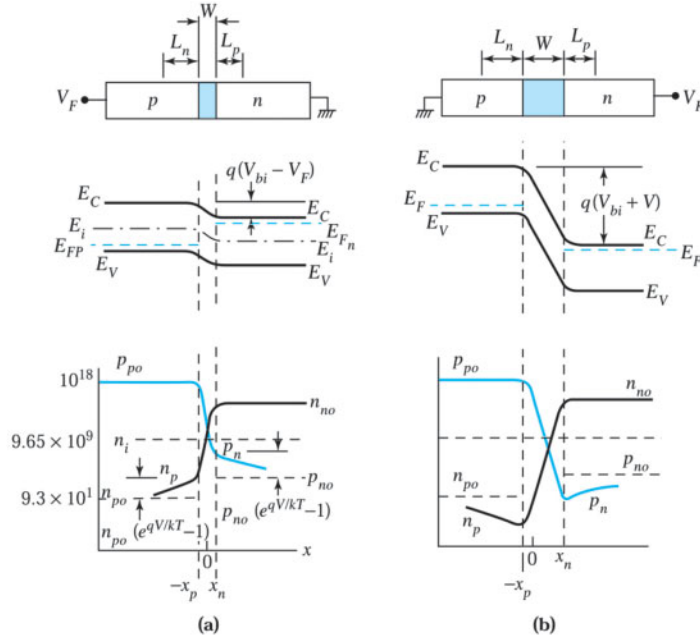 W
L_n
L_p
V_F
p
n
q(V_bi − V_F)
E_C
E_C
E_i
E_Fn
E_FP
E_i
E_V
E_V
p_po
10^18
n_no
9.65 × 10^9
n_i
p_n
n_p
n_po
p_no
9.3 × 10^1
n_po (e^qV/kT−1)
p_no (e^qV/kT−1)
0
x
−x_p
x_n
(a)
L_n
W
L_p
p
n
E_C
q(V_bi + V)
E_F
E_V
E_C
E_F
E_V
p_po
n_no
n_po
p_no
n_p
p_n
0
x_n
−x_p
(b)